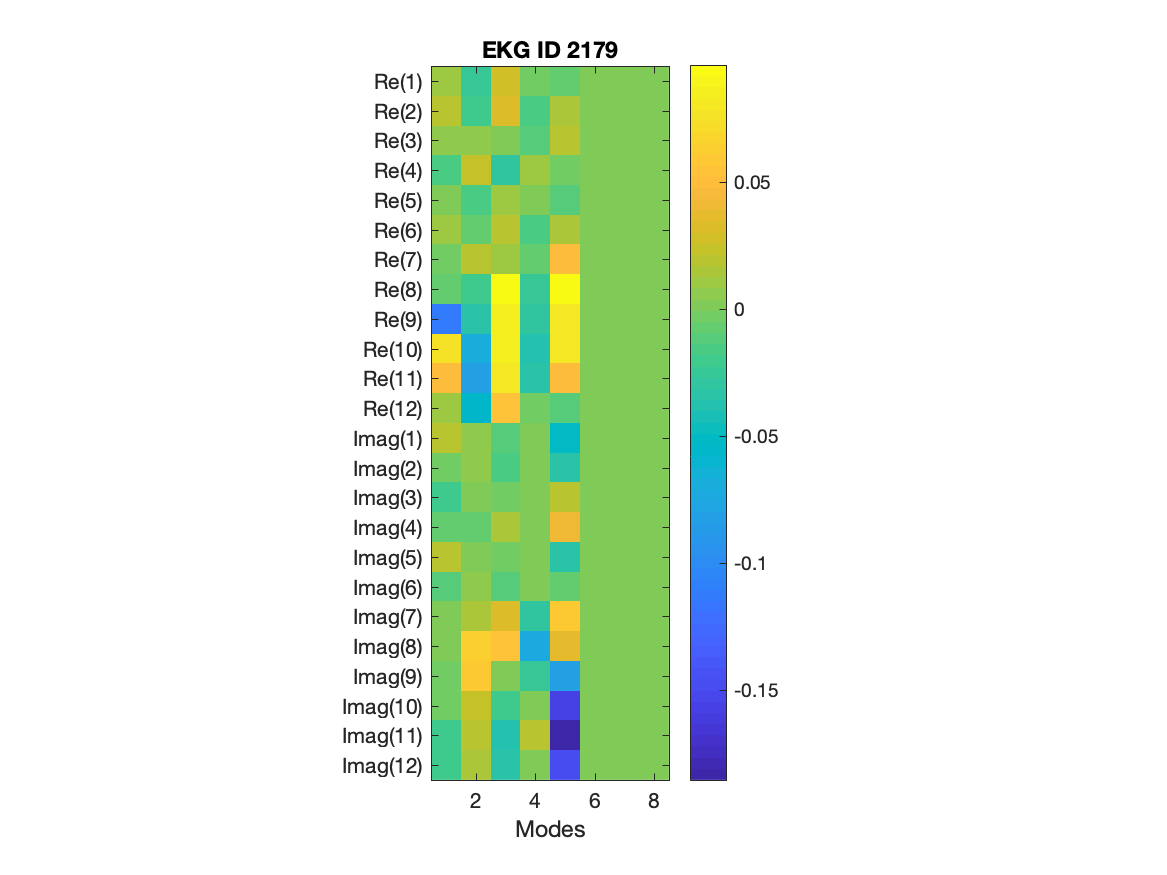 EKG ID 2179
Re(1)
Re(2)
Re(3)
Re(4)
Re(5)
Re(6)
Re(7)
Re(8)
Re(9)
Re(10)
Re(11)
Re(12)
Imag(1)
Imag(2)
Imag(3)
Imag(4)
Imag(5)
Imag(6)
Imag(7)
Imag(8)
Imag(9)
Imag(10)
Imag(11)
Imag(12)
2 4 6 8
Modes
0.05
0
-0.05
-0.1
-0.15